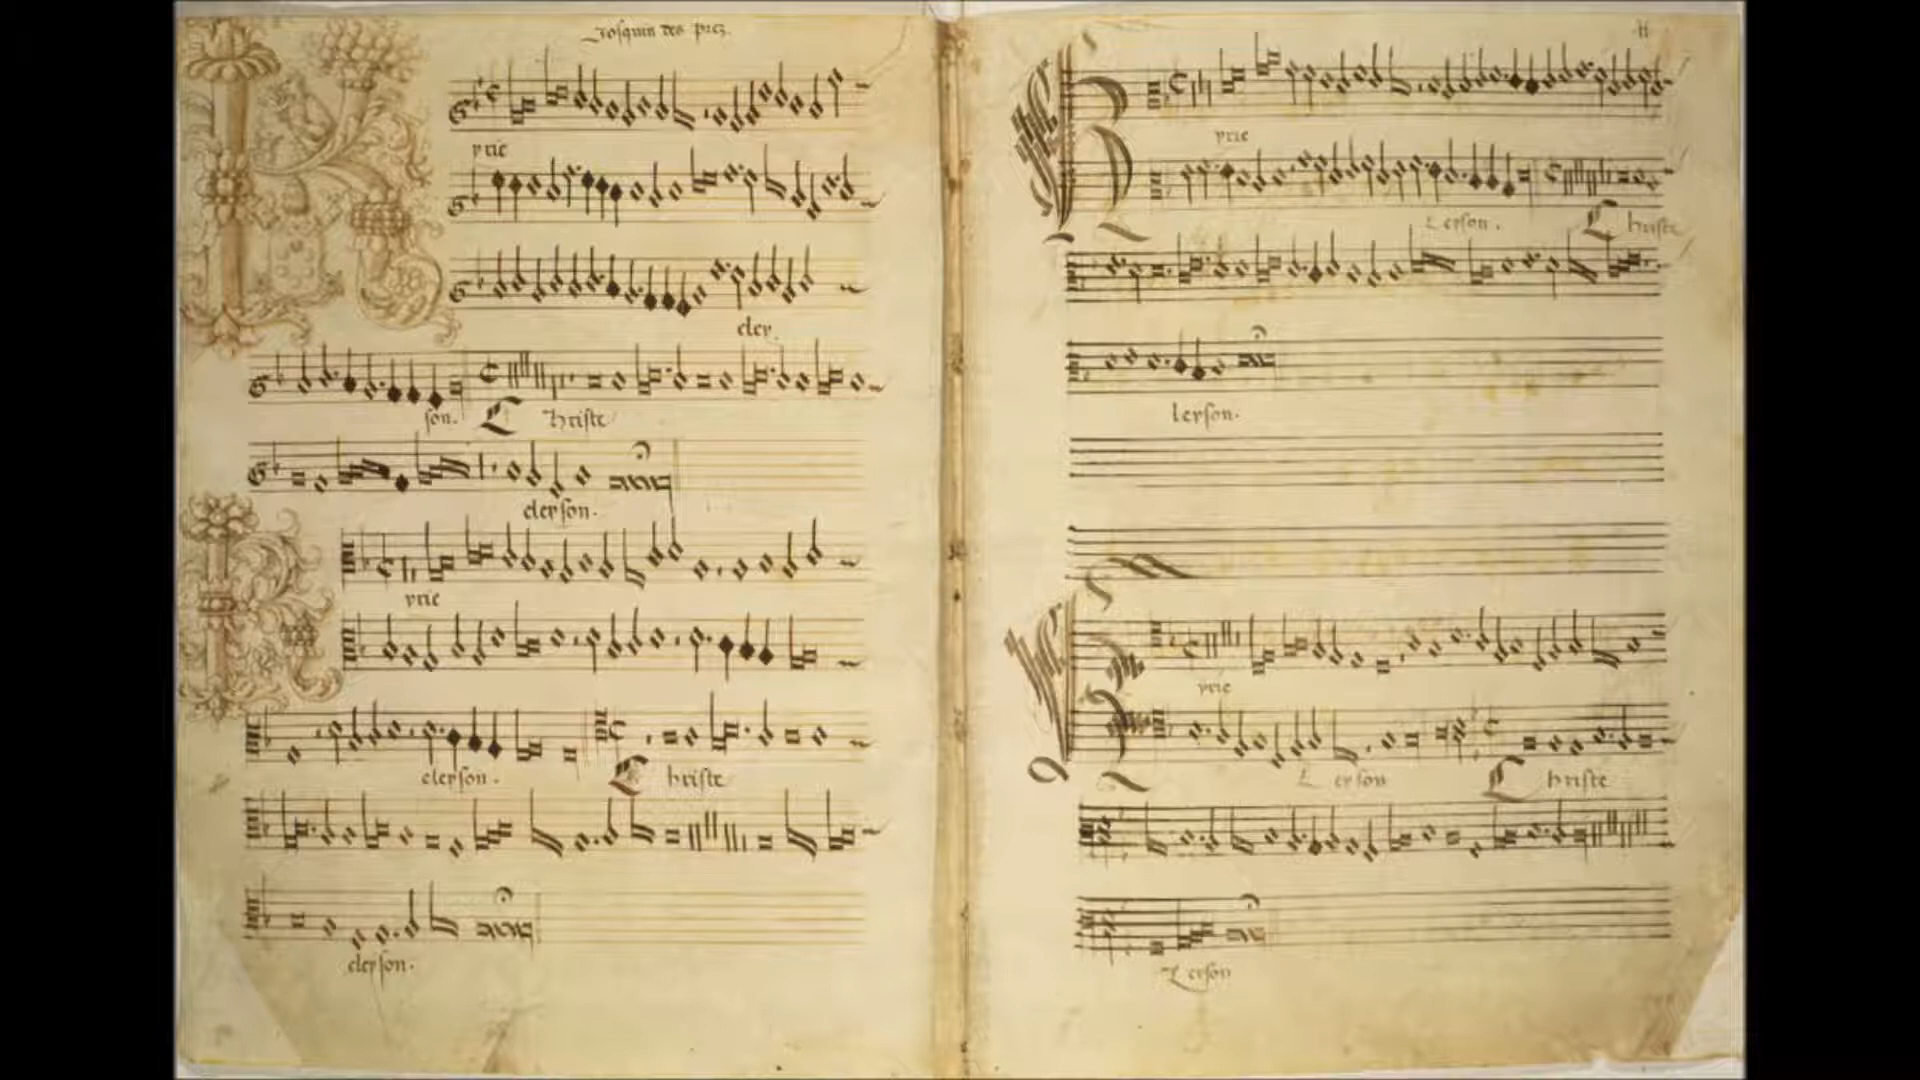 Josquin des prez.
yrie
eley
son. Christe
eleyson.
yrie
eleyson. Christe
eleyson.
yrie
Leyson. Christe
leyson.
yrie
Leyson Christe
Leyson